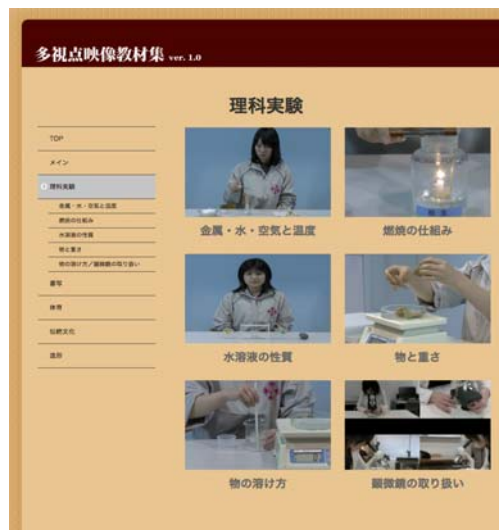 多視点映像教材集 ver. 1.0
理科実験
TOP
メイン
理科実験
金属・水・空気と温度
燃焼の仕組み
水溶液の性質
物と重さ
物の溶け方/顕微鏡の取り扱い
書写
体育
伝統文化
造形
金属・水・空気と温度
燃焼の仕組み
水溶液の性質
物と重さ
物の溶け方
顕微鏡の取り扱い